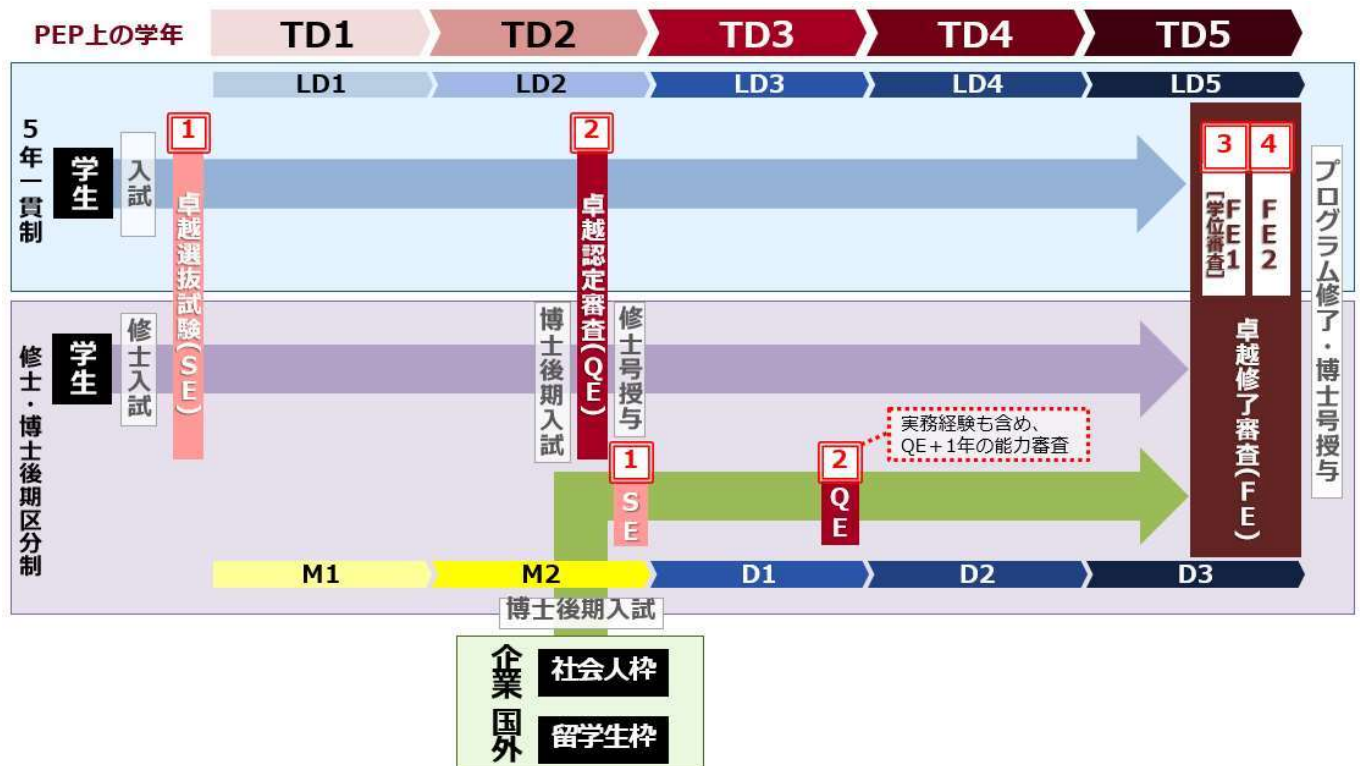 PEP上の学年
TD1
TD2
TD3
TD4
TD5
LD1
LD2
LD3
LD4
LD5
5年一貫制
学生
入試
1
卓越選抜試験(SE)
2
卓越認定審査(QE)
3
4
FE1
[学位審査]
FE2
プログラム修了・博士号授与
修士・博士後期区分制
学生
修士入試
博士後期入試
修士号授与
卓越修了審査(FE)
実務経験も含め、
QE+1年の能力審査
1
SE
2
QE
M1
M2
D1
D2
D3
博士後期入試
企業
社会人枠
国外
留学生枠